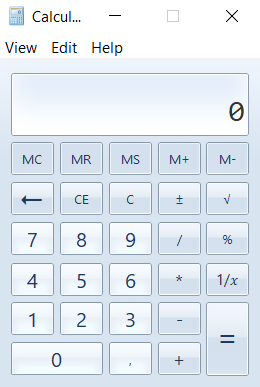 Calcul...
View Edit Help
0
MC MR MS M+ M-
← CE C ± √
7 8 9 / %
4 5 6 * 1/x
1 2 3 - =
0 , +